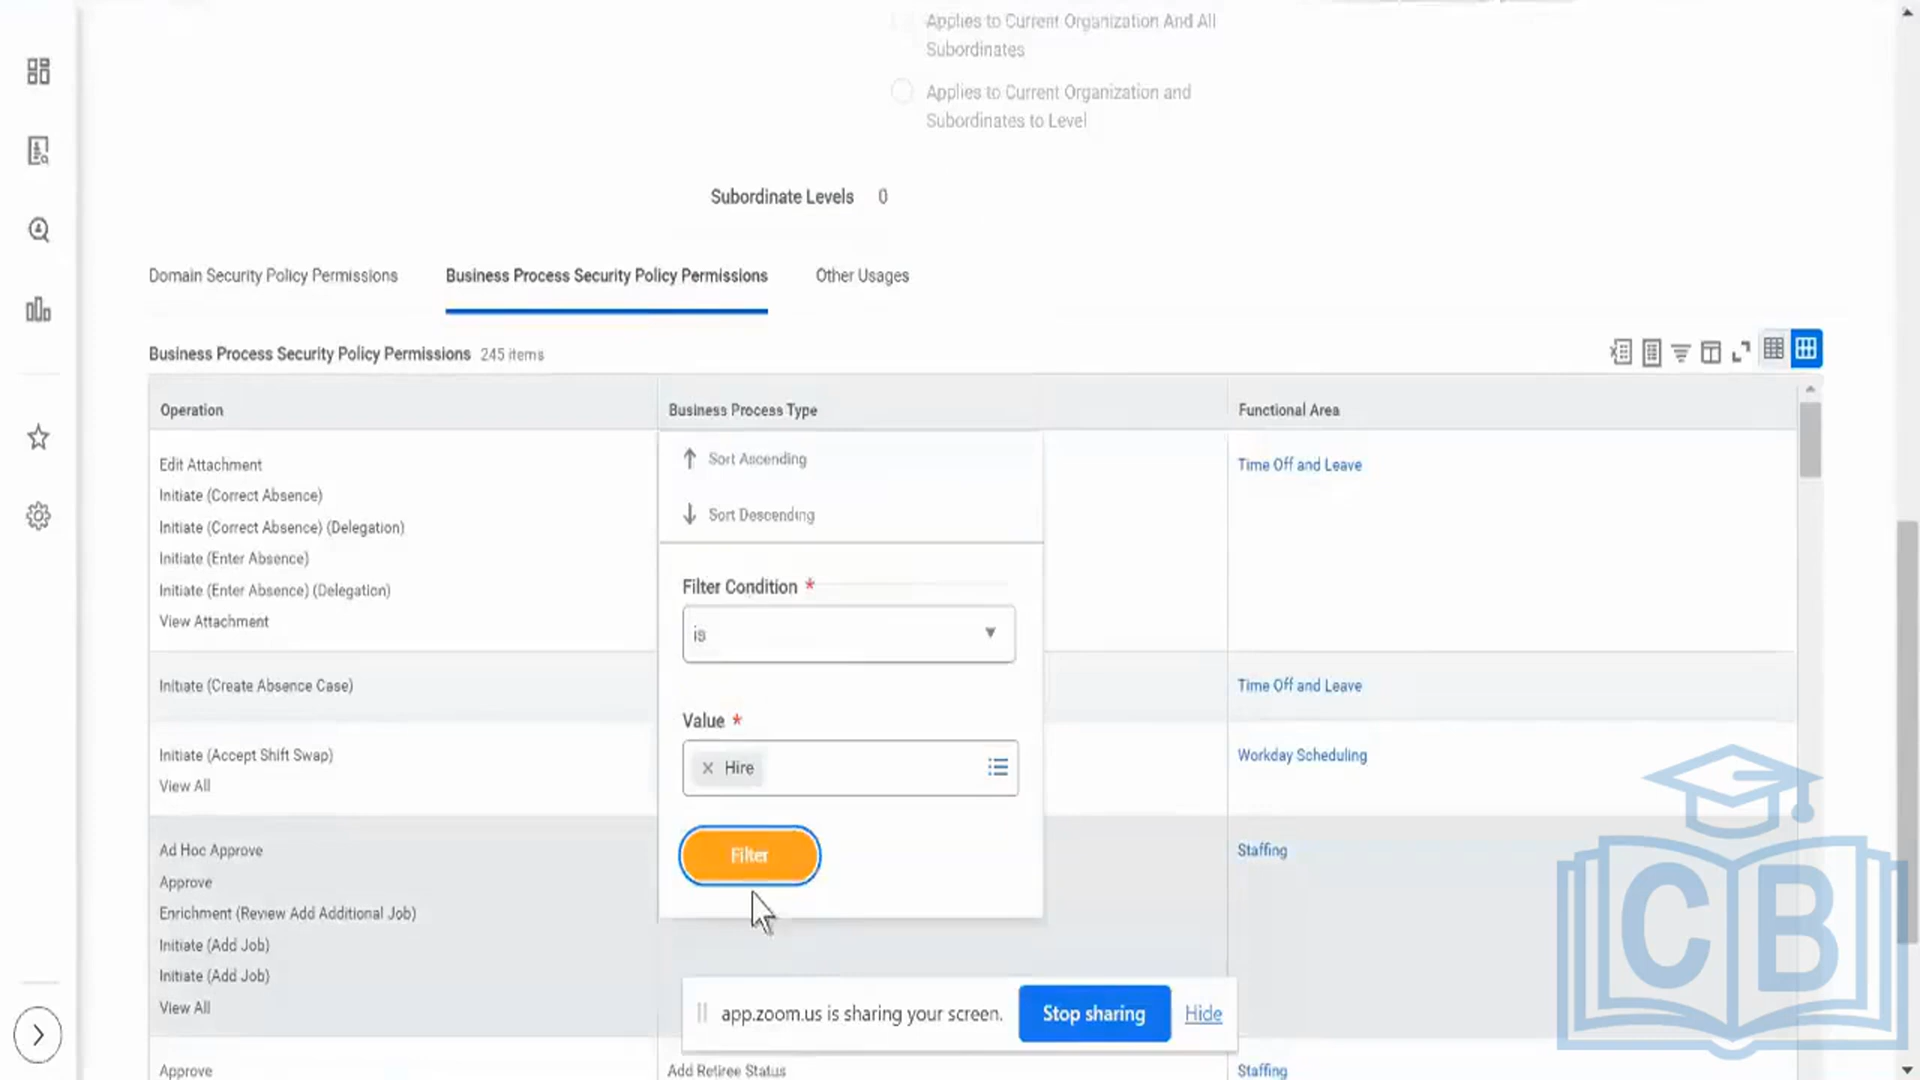 Applies to Current Organization And All
Subordinates
Applies to Current Organization and
Subordinates to Level
Subordinate Levels 0
Domain Security Policy Permissions Business Process Security Policy Permissions Other Usages
Business Process Security Policy Permissions 245 items
Operation Business Process Type Functional Area
Edit Attachment
Initiate (Correct Absence)
Initiate (Correct Absence) (Delegation)
Initiate (Enter Absence)
Initiate (Enter Absence) (Delegation)
View Attachment
Time Off and Leave
Sort Ascending
Sort Descending
Filter Condition *
is
Value *
Hire
Filter
Initiate (Create Absence Case)
Time Off and Leave
Initiate (Accept Shift Swap)
View All
Workday Scheduling
Ad Hoc Approve
Approve
Enrichment (Review Add Additional Job)
Initiate (Add Job)
Initiate (Add Job)
View All
Staffing
app.zoom.us is sharing your screen. Stop sharing Hide
Approve Add Retiree Status Staffing
CB